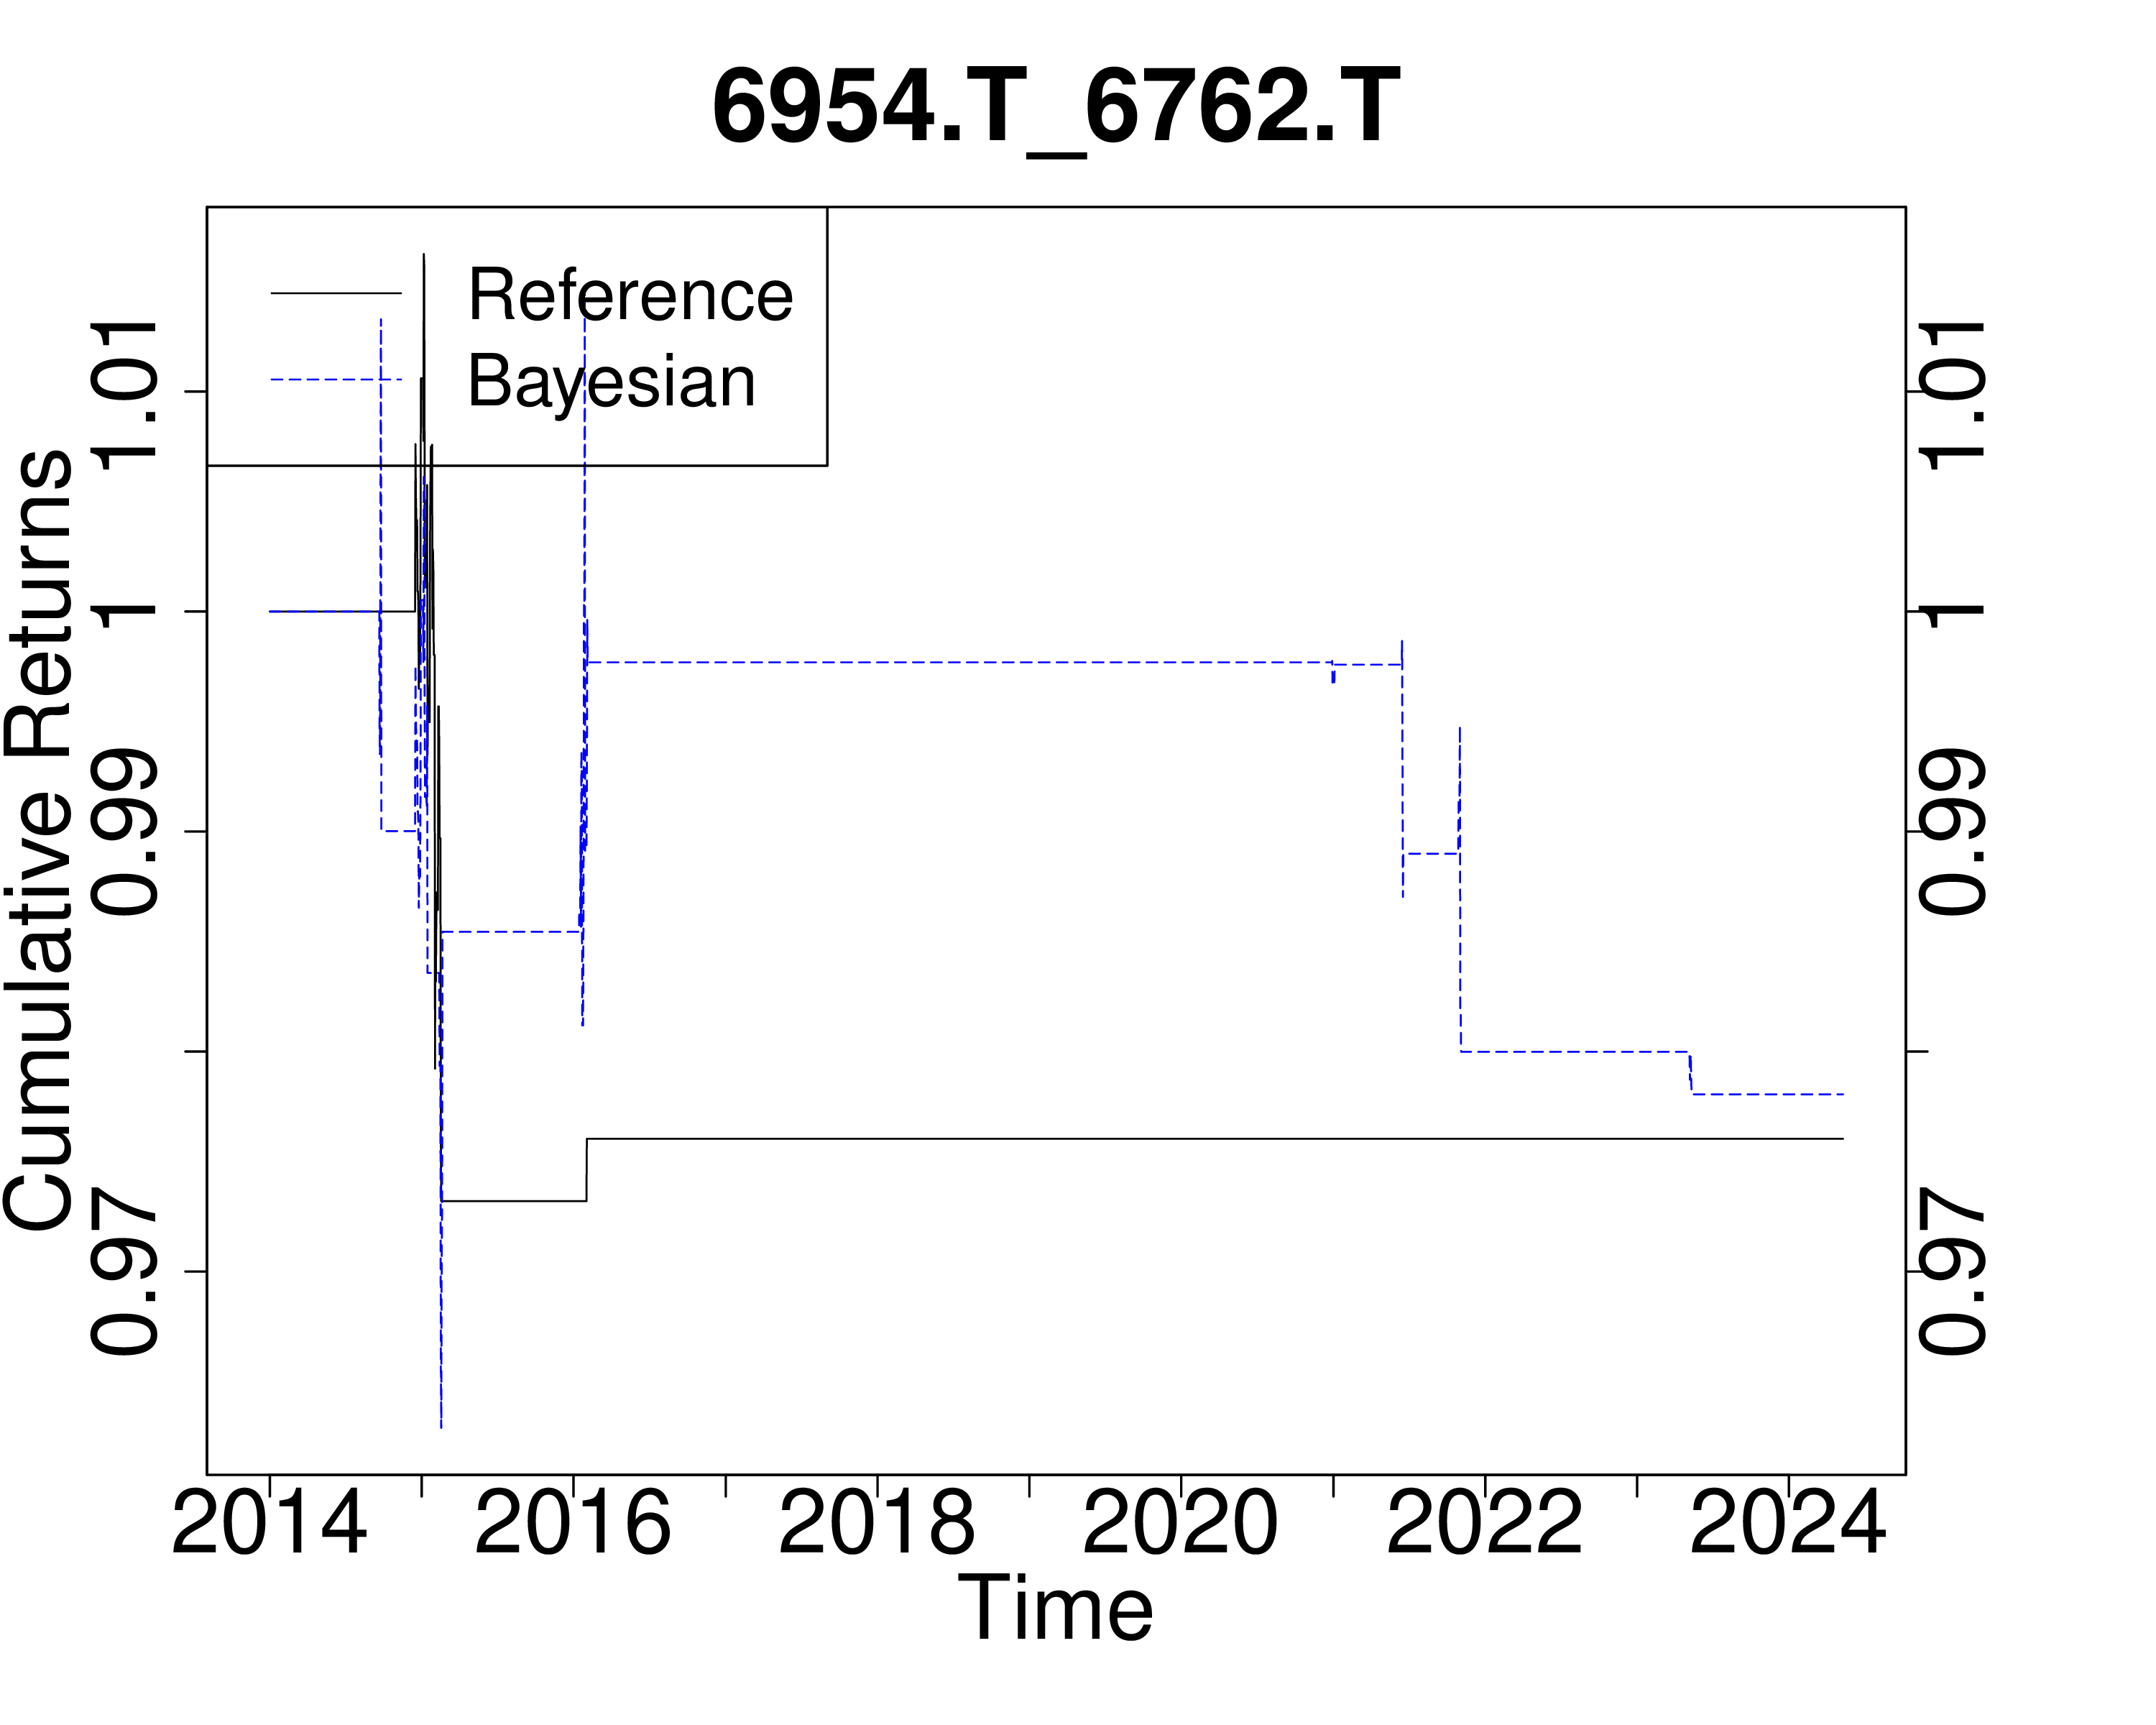 6954.T_6762.T
Reference
Bayesian
Cumulative Returns
1.01
1
0.99
0.97
1.01
1
0.99
0.97
2014 2016 2018 2020 2022 2024
Time